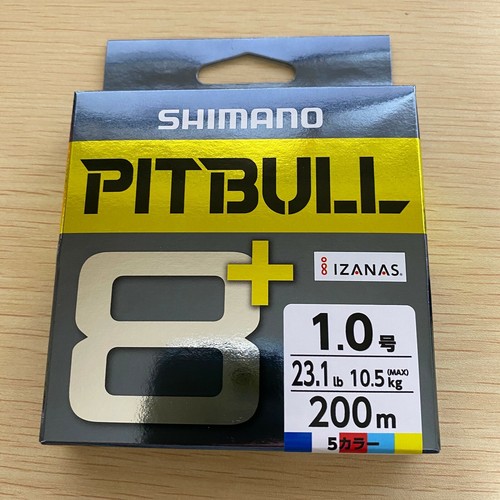 SHIMANO
PITBULL
8+
IZANAS®
1.0号
23.1lb 10.5kg(MAX)
200m
5カラー